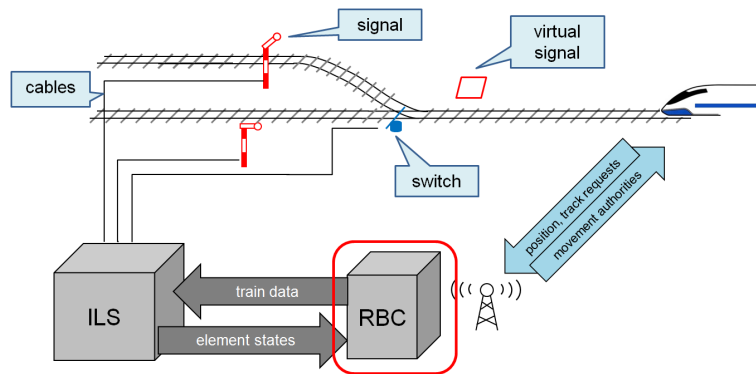 signal
virtual
signal
cables
switch
position, track requests
movement authorities
ILS
train data
element states
RBC